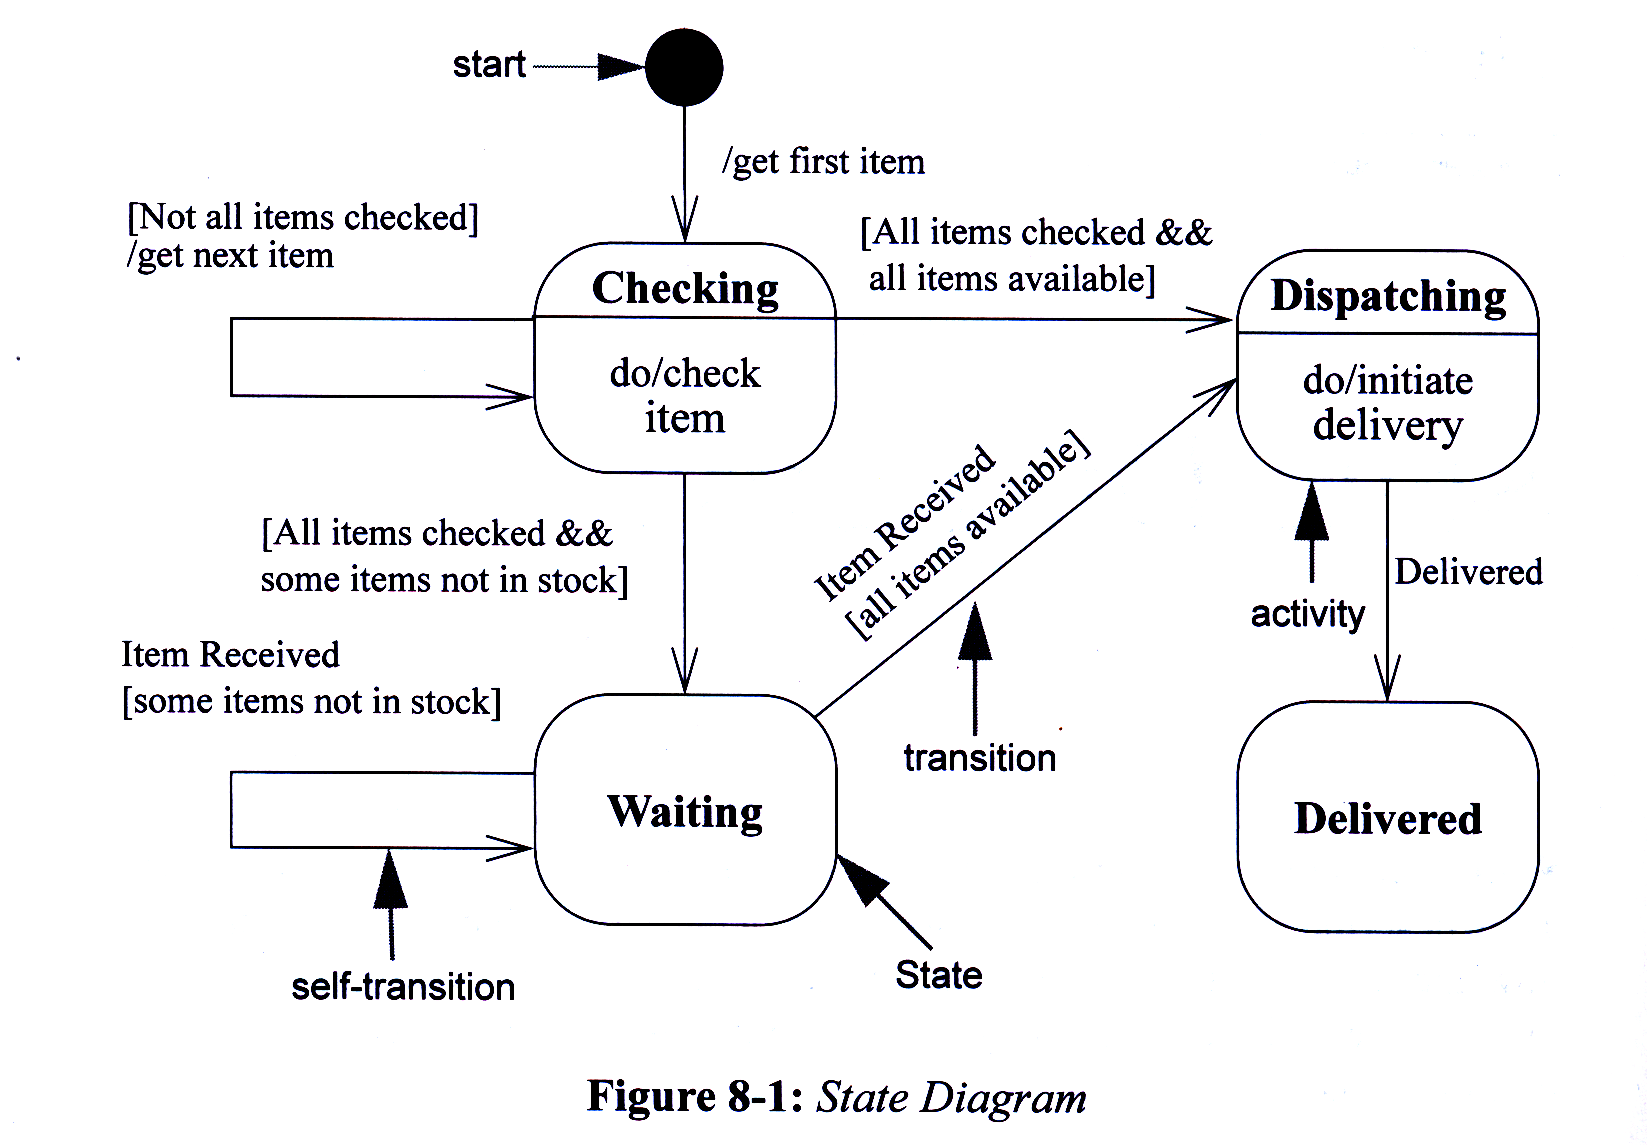 start
/get first item
[Not all items checked]
/get next item
[All items checked &&
all items available]
Checking
do/check
item
Dispatching
do/initiate
delivery
[All items checked &&
some items not in stock]
Item Received
[all items available]
activity
Delivered
Item Received
[some items not in stock]
transition
Waiting
Delivered
self-transition
State
Figure 8-1: State Diagram